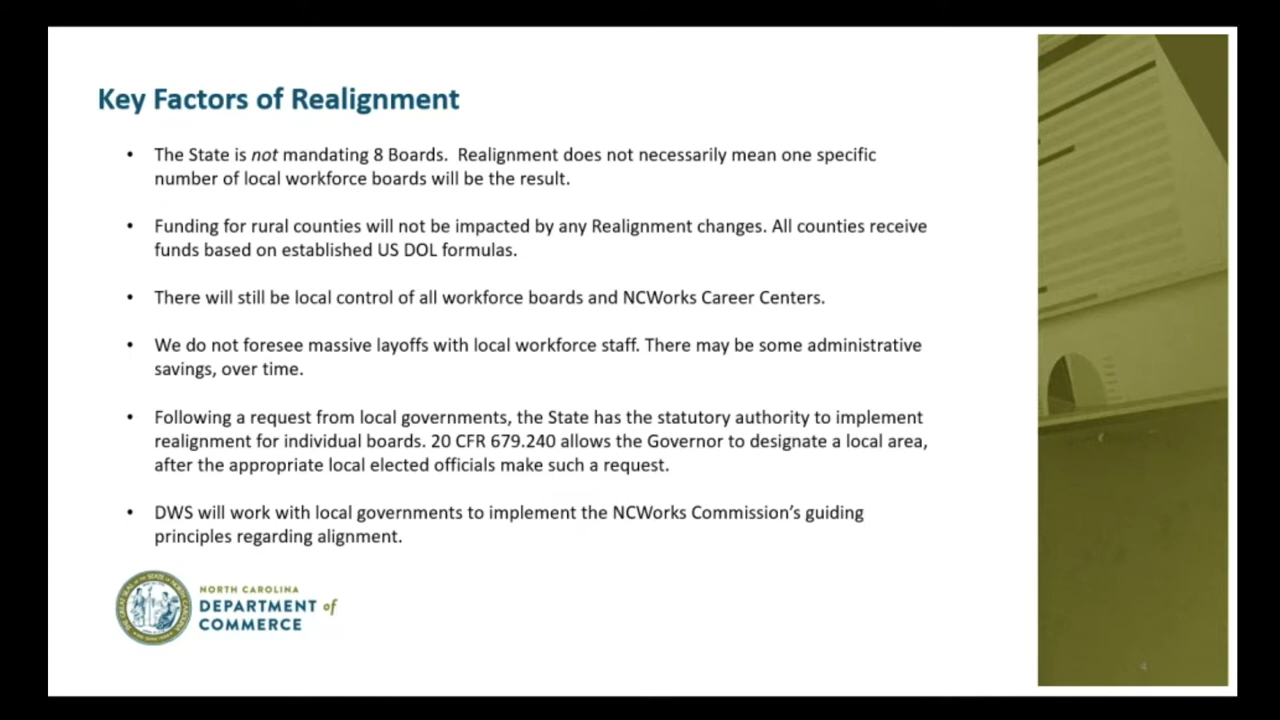 Key Factors of Realignment
• The State is not mandating 8 Boards. Realignment does not necessarily mean one specific
number of local workforce boards will be the result.
• Funding for rural counties will not be impacted by any Realignment changes. All counties receive
funds based on established US DOL formulas.
• There will still be local control of all workforce boards and NCWorks Career Centers.
• We do not foresee massive layoffs with local workforce staff. There may be some administrative
savings, over time.
• Following a request from local governments, the State has the statutory authority to implement
realignment for individual boards. 20 CFR 679.240 allows the Governor to designate a local area,
after the appropriate local elected officials make such a request.
• DWS will work with local governments to implement the NCWorks Commission’s guiding
principles regarding alignment.
NORTH CAROLINA
DEPARTMENT of
COMMERCE
4